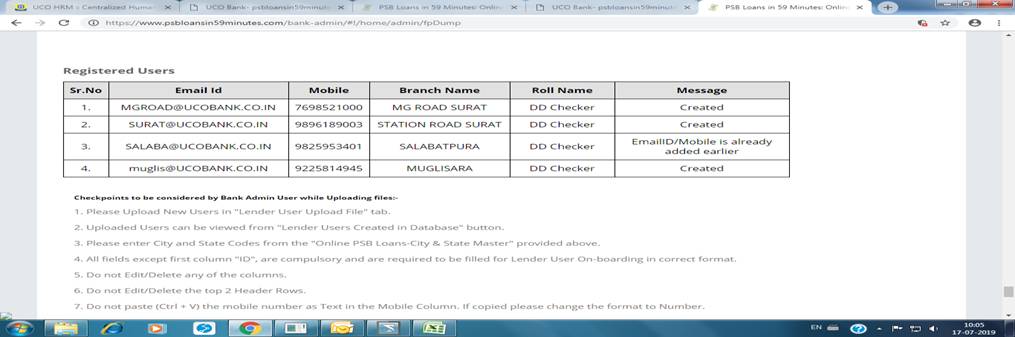 UCO HRM :: Centralized Human
UCO Bank- psbloansin59minute
PSB Loans in 59 Minutes: Online
UCO Bank- psbloansin59minute
PSB Loans in 59 Minutes: Online
https://www.psbloansin59minutes.com/bank-admin/#!/home/admin/fpDump
Registered Users
Sr.No Email Id Mobile Branch Name Roll Name Message
1. MGROAD@UCOBANK.CO.IN 7698521000 MG ROAD SURAT DD Checker Created
2. SURAT@UCOBANK.CO.IN 9896189003 STATION ROAD SURAT DD Checker Created
3. SALABA@UCOBANK.CO.IN 9825953401 SALABATPURA DD Checker EmailID/Mobile is already
added earlier
4. muglis@UCOBANK.CO.IN 9225814945 MUGLISARA DD Checker Created
Checkpoints to be considered by Bank Admin User while Uploading files:-
1. Please Upload New Users in "Lender User Upload File" tab.
2. Uploaded Users can be viewed from "Lender Users Created in Database" button.
3. Please enter City and State Codes from the "Online PSB Loans-City & State Master" provided above.
4. All fields except first column "ID", are compulsory and are required to be filled for Lender User On-boarding in correct format.
5. Do not Edit/Delete any of the columns.
6. Do not Edit/Delete the top 2 Header Rows.
7. Do not paste (Ctrl + V) the mobile number as Text in the Mobile Column. If copied please change the format to Number.
EN
10:05
17-07-2019